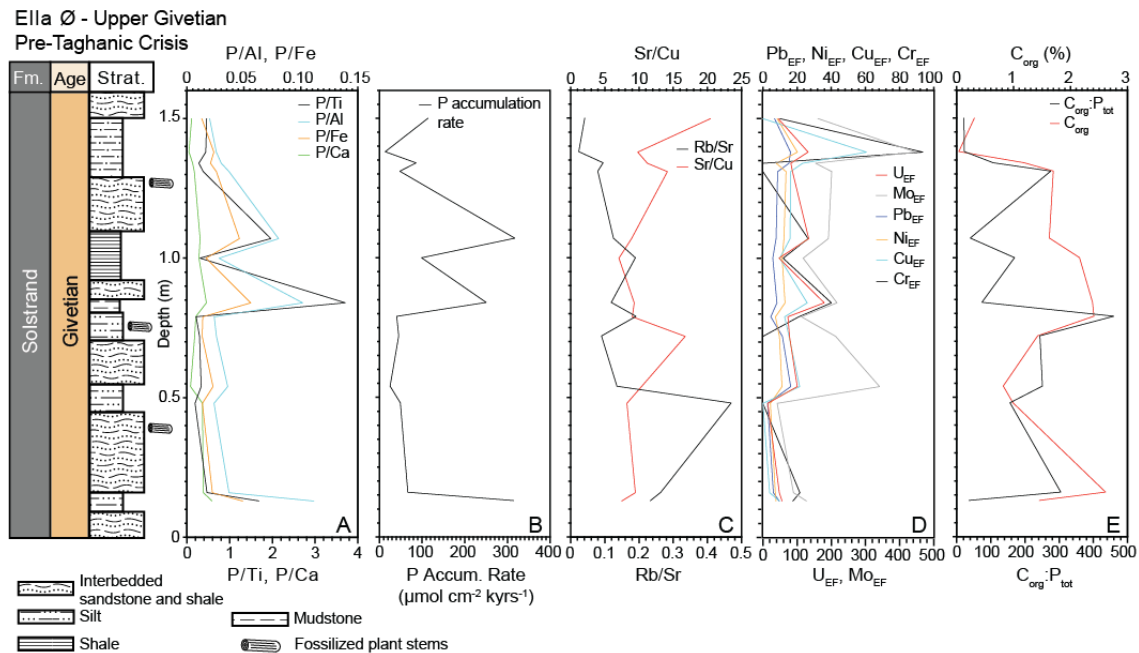 Ella Ø - Upper Givetian
Pre-Taghanic Crisis
Fm. Age Strat.
Solstrand
Givetian
Depth (m)
1.5
1.0
0.5
0
P/Al, P/Fe
0 0.05 0.10 0.15
P/Ti
P/Al
P/Fe
P/Ca
A
0 1 2 3 4
P/Ti, P/Ca
P accumulation
rate
B
0 100 200 300 400
P Accum. Rate
(µmol cm-2 kyrs-1)
Sr/Cu
0 5 10 15 20 25
Rb/Sr
Sr/Cu
C
0 0.1 0.2 0.3 0.4 0.5
Rb/Sr
PbEF, NiEF, CuEF, CrEF
0 20 40 60 80 100
UEF
MoEF
PbEF
NiEF
CuEF
CrEF
D
0 100 200 300 400 500
UEF, MoEF
Corg (%)
0 1 2 3
Corg:Ptot
Corg
E
0 100 200 300 400 500
Corg:Ptot
Interbedded
sandstone and shale
Silt
Shale
Mudstone
Fossilized plant stems